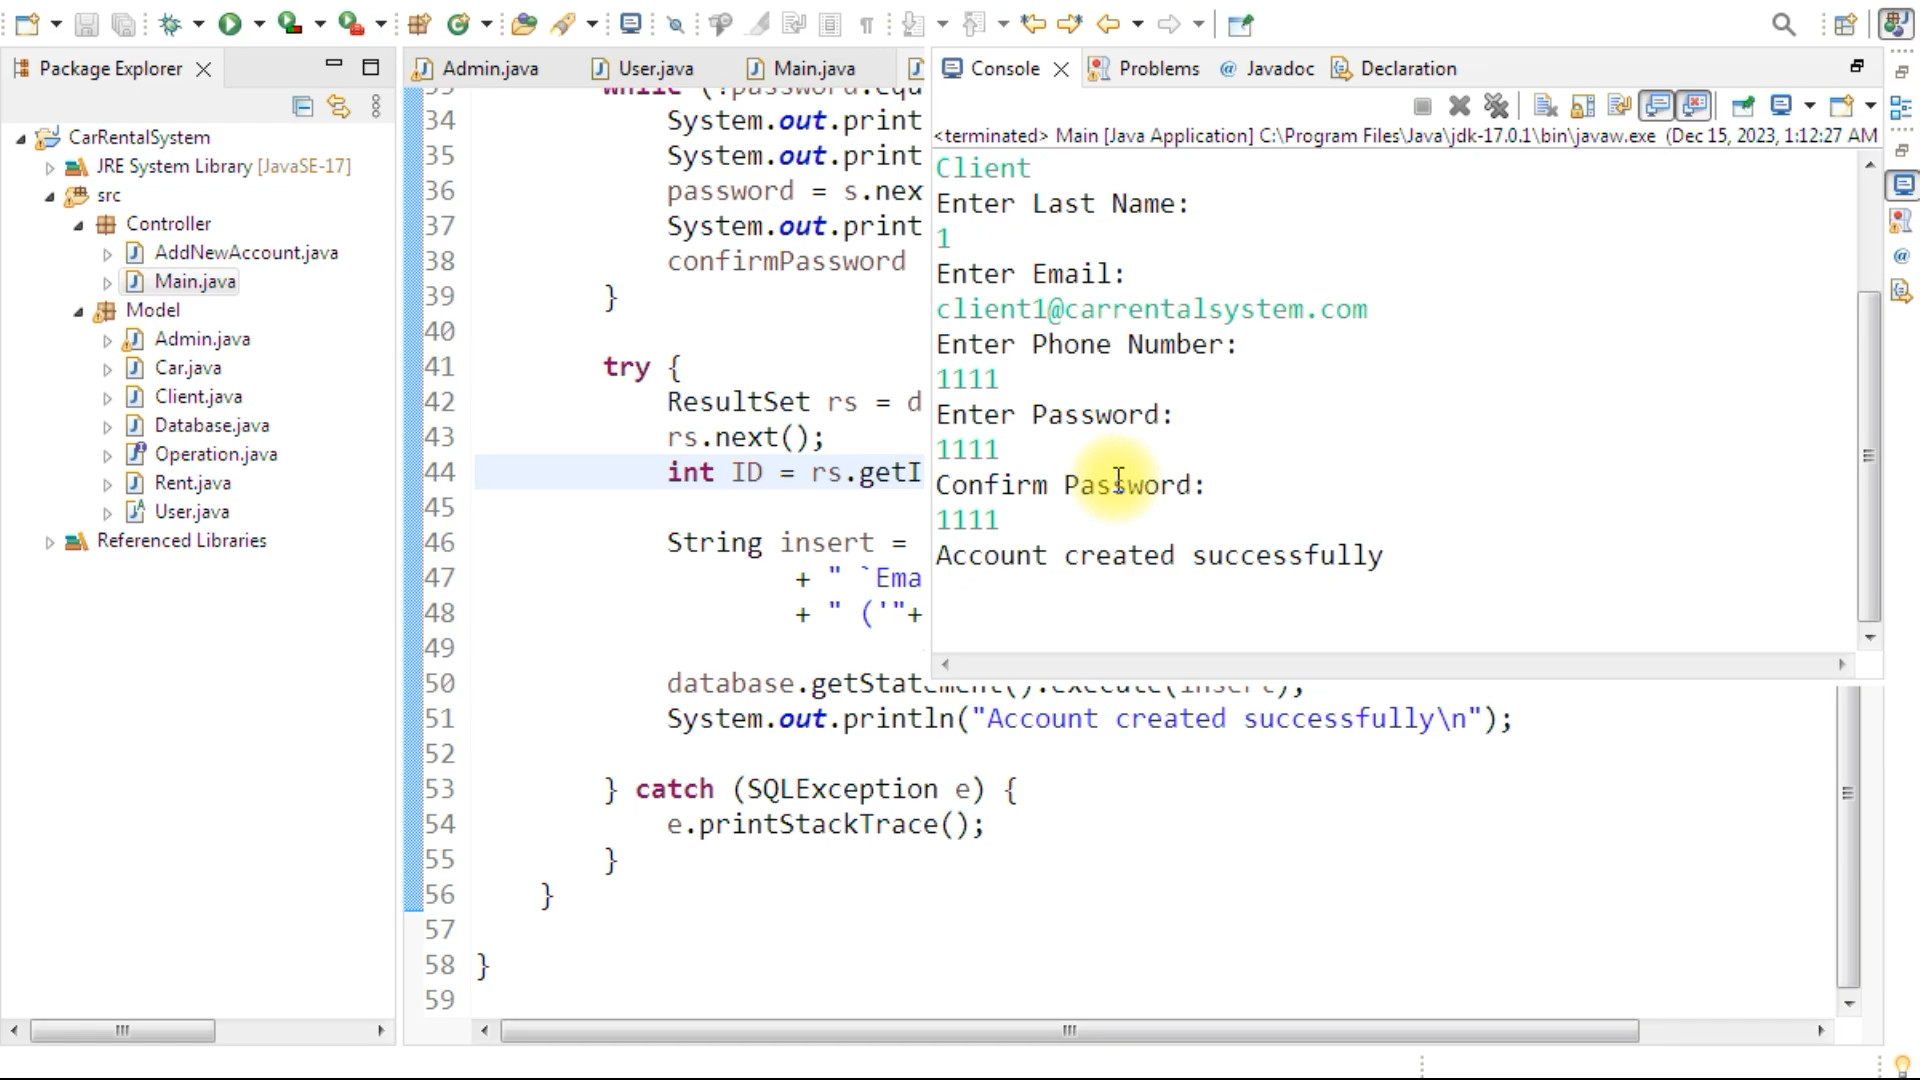 Package Explorer
CarRentalSystem
JRE System Library [JavaSE-17]
src
Controller
AddNewAccount.java
Main.java
Model
Admin.java
Car.java
Client.java
Database.java
Operation.java
Rent.java
User.java
Referenced Libraries
Admin.java
User.java
Main.java
34 System.out.print
35 System.out.print
36 password = s.nex
37 System.out.print
38 confirmPassword
39 }
40
41 try {
42 ResultSet rs = d
43 rs.next();
44 int ID = rs.getI
45
46 String insert =
47 + " `Ema
48 + " ('"+
49
50 database.getStatement().execute(insert);
51 System.out.println("Account created successfully\n");
52
53 } catch (SQLException e) {
54 e.printStackTrace();
55 }
56 }
57
58 }
59
Console
Problems
@ Javadoc
Declaration
<terminated> Main [Java Application] C:\Program Files\Java\jdk-17.0.1\bin\javaw.exe (Dec 15, 2023, 1:12:27 AM
Client
Enter Last Name:
1
Enter Email:
client1@carrentalsystem.com
Enter Phone Number:
1111
Enter Password:
1111
Confirm Password:
1111
Account created successfully